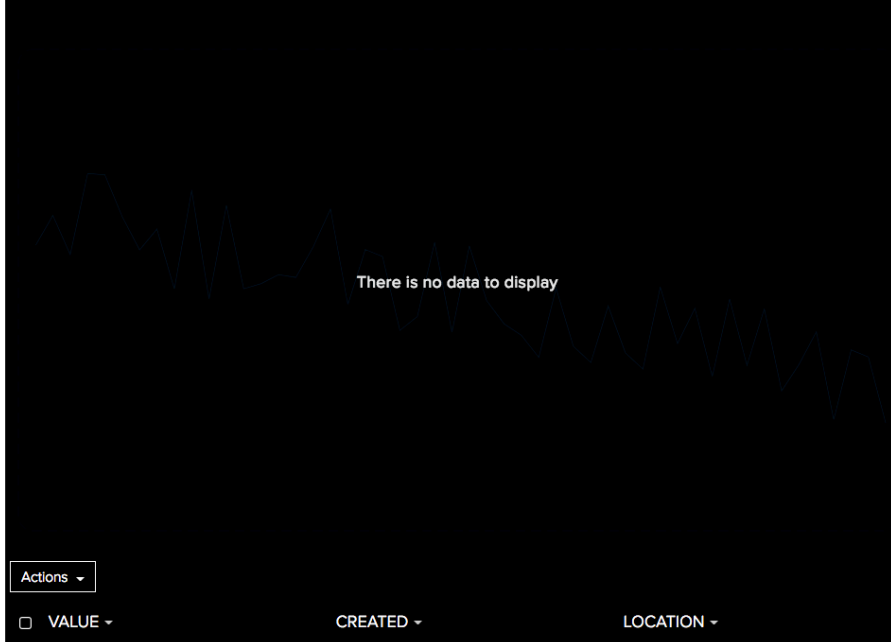 There is no data to display
Actions
VALUE
CREATED
LOCATION